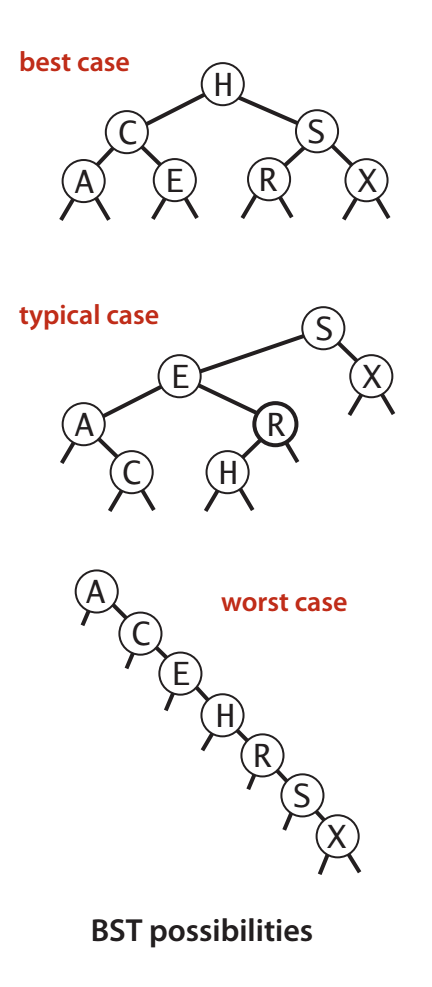 best case
H
C S
A E R X
typical case
S
E X
A R
C H
A
worst case
C
E
H
R
S
X
BST possibilities